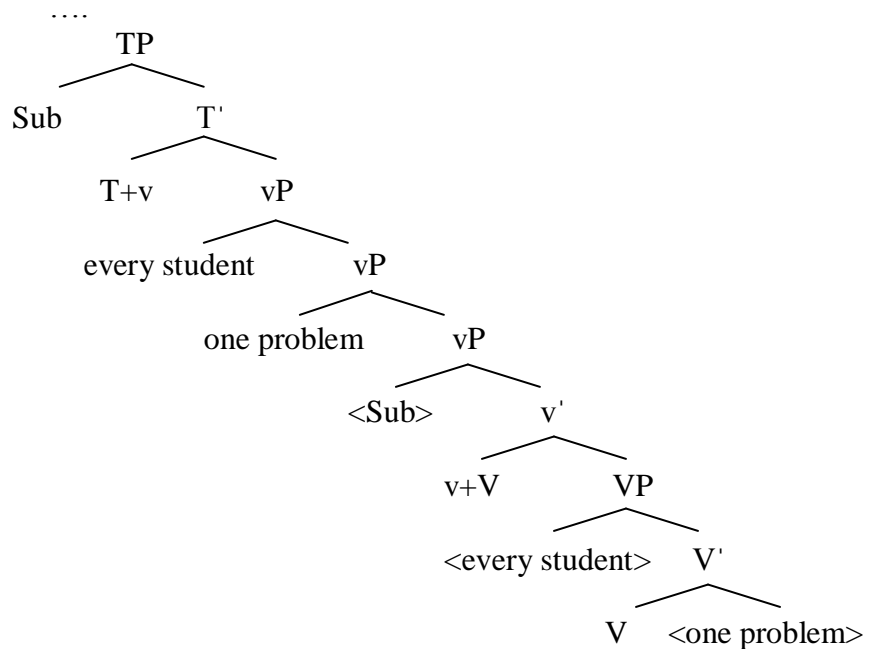 ….
TP
Sub T'
T+v vP
every student vP
one problem vP
<Sub> v'
v+V VP
<every student> V'
V <one problem>